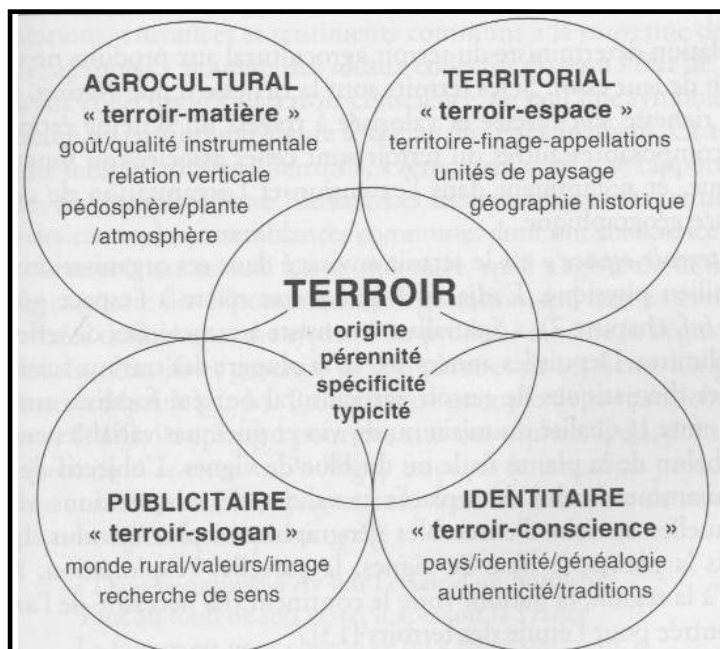 AGROCULTURAL
« terroir-matière »
goût/qualité instrumentale
relation verticale
pédosphère/plante
/atmosphère
TERRITORIAL
« terroir-espace »
territoire-finage-appellations
unités de paysage
géographie historique
TERROIR
origine
pérennité
spécificité
typicité
PUBLICITAIRE
« terroir-slogan »
monde rural/valeurs/image
recherche de sens
IDENTITAIRE
« terroir-conscience »
pays/identité/généalogie
authenticité/traditions